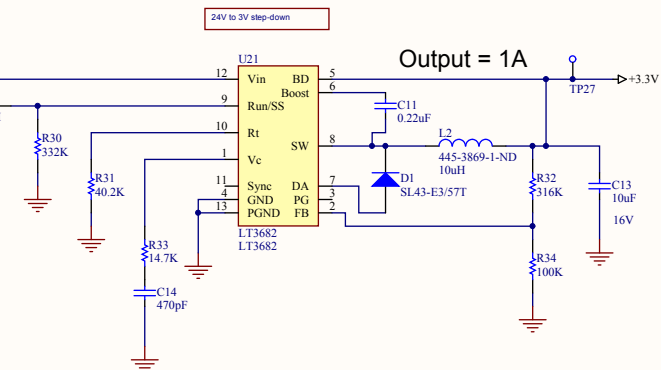 24V to 3V step-down
U21
Output = 1A
12 Vin BD 5
Boost 6
+3.3V
TP27
9 Run/SS
C11
0.22uF
R30
332K
10 Rt
L2
SW 8
1 Vc
445-3869-1-ND
10uH
R31
40.2K
11 Sync DA 7
4 GND PG 3
13 PGND FB 2
D1
SL43-E3/57T
R32
316K
C13
10uF
16V
LT3682
LT3682
R33
14.7K
R34
100K
C14
470pF